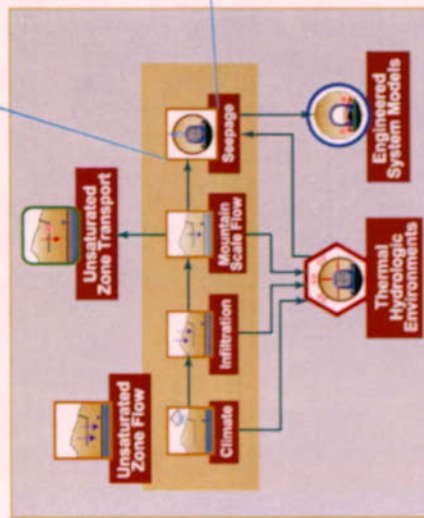 Unsaturated
Zone Flow
Unsaturated
Zone Transport
Climate
Infiltration
Mountain
Scale Flow
Seepage
Thermal
Hydrologic
Environments
Engineered
System Models